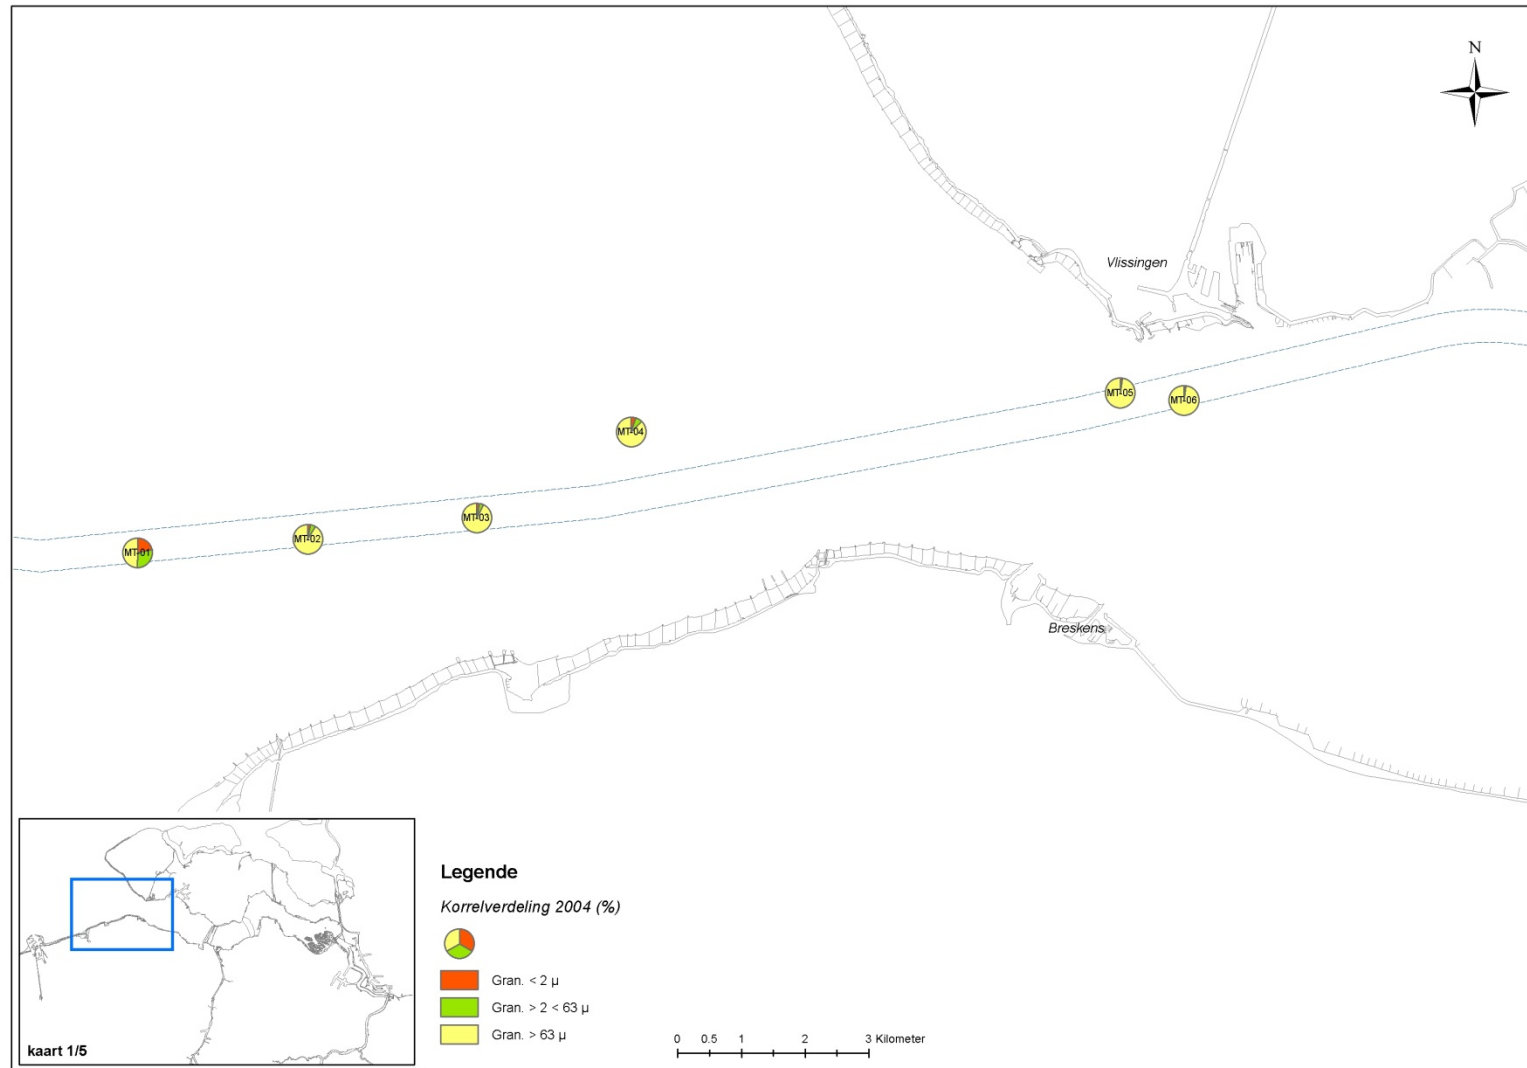 N
Vlissingen
MT-05
MT-06
MT-04
MT-03
MT-02
MT-01
Breskens
Legende
Korrelverdeling 2004 (%)
Gran. < 2 µ
Gran. > 2 < 63 µ
Gran. > 63 µ
kaart 1/5
0 0.5 1 2 3 Kilometer